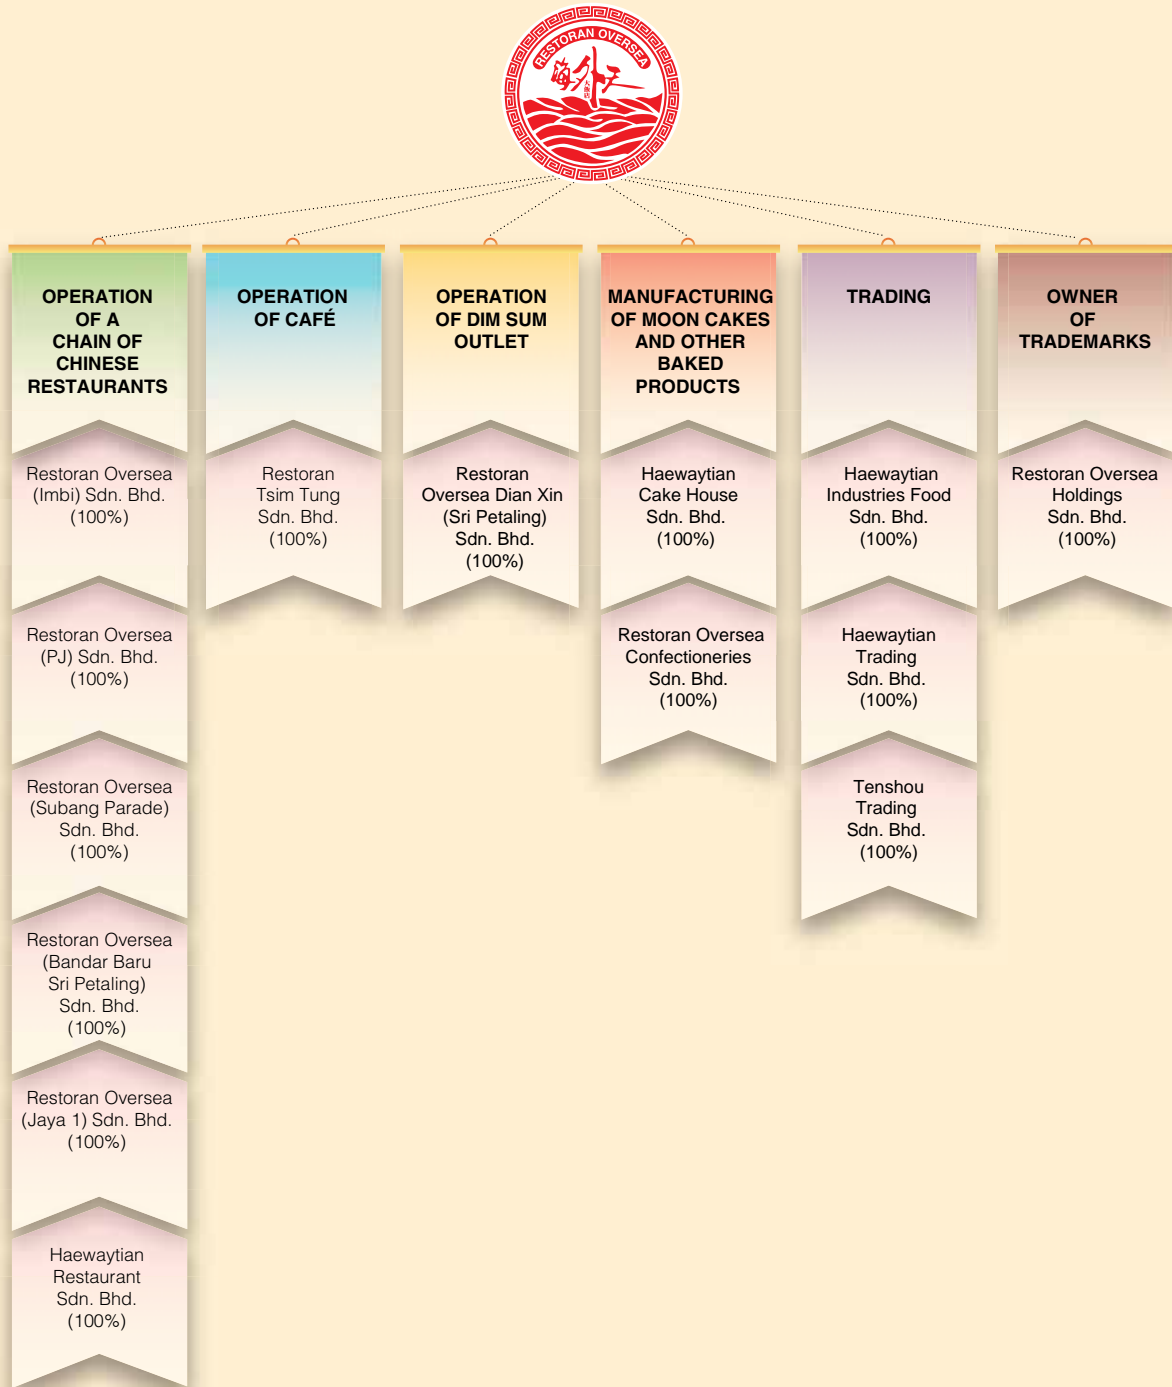 RESTORAN OVERSEA
海外天
大飯店
OPERATION
OF A
CHAIN OF
CHINESE
RESTAURANTS
Restoran Oversea
(Imbi) Sdn. Bhd.
(100%)
Restoran Oversea
(PJ) Sdn. Bhd.
(100%)
Restoran Oversea
(Subang Parade)
Sdn. Bhd.
(100%)
Restoran Oversea
(Bandar Baru
Sri Petaling)
Sdn. Bhd.
(100%)
Restoran Oversea
(Jaya 1) Sdn. Bhd.
(100%)
Haewaytian
Restaurant
Sdn. Bhd.
(100%)
OPERATION
OF CAFÉ
Restoran
Tsim Tung
Sdn. Bhd.
(100%)
OPERATION
OF DIM SUM
OUTLET
Restoran
Oversea Dian Xin
(Sri Petaling)
Sdn. Bhd.
(100%)
MANUFACTURING
OF MOON CAKES
AND OTHER
BAKED
PRODUCTS
Haewaytian
Cake House
Sdn. Bhd.
(100%)
Restoran Oversea
Confectioneries
Sdn. Bhd.
(100%)
TRADING
Haewaytian
Industries Food
Sdn. Bhd.
(100%)
Haewaytian
Trading
Sdn. Bhd.
(100%)
Tenshou
Trading
Sdn. Bhd.
(100%)
OWNER
OF
TRADEMARKS
Restoran Oversea
Holdings
Sdn. Bhd.
(100%)